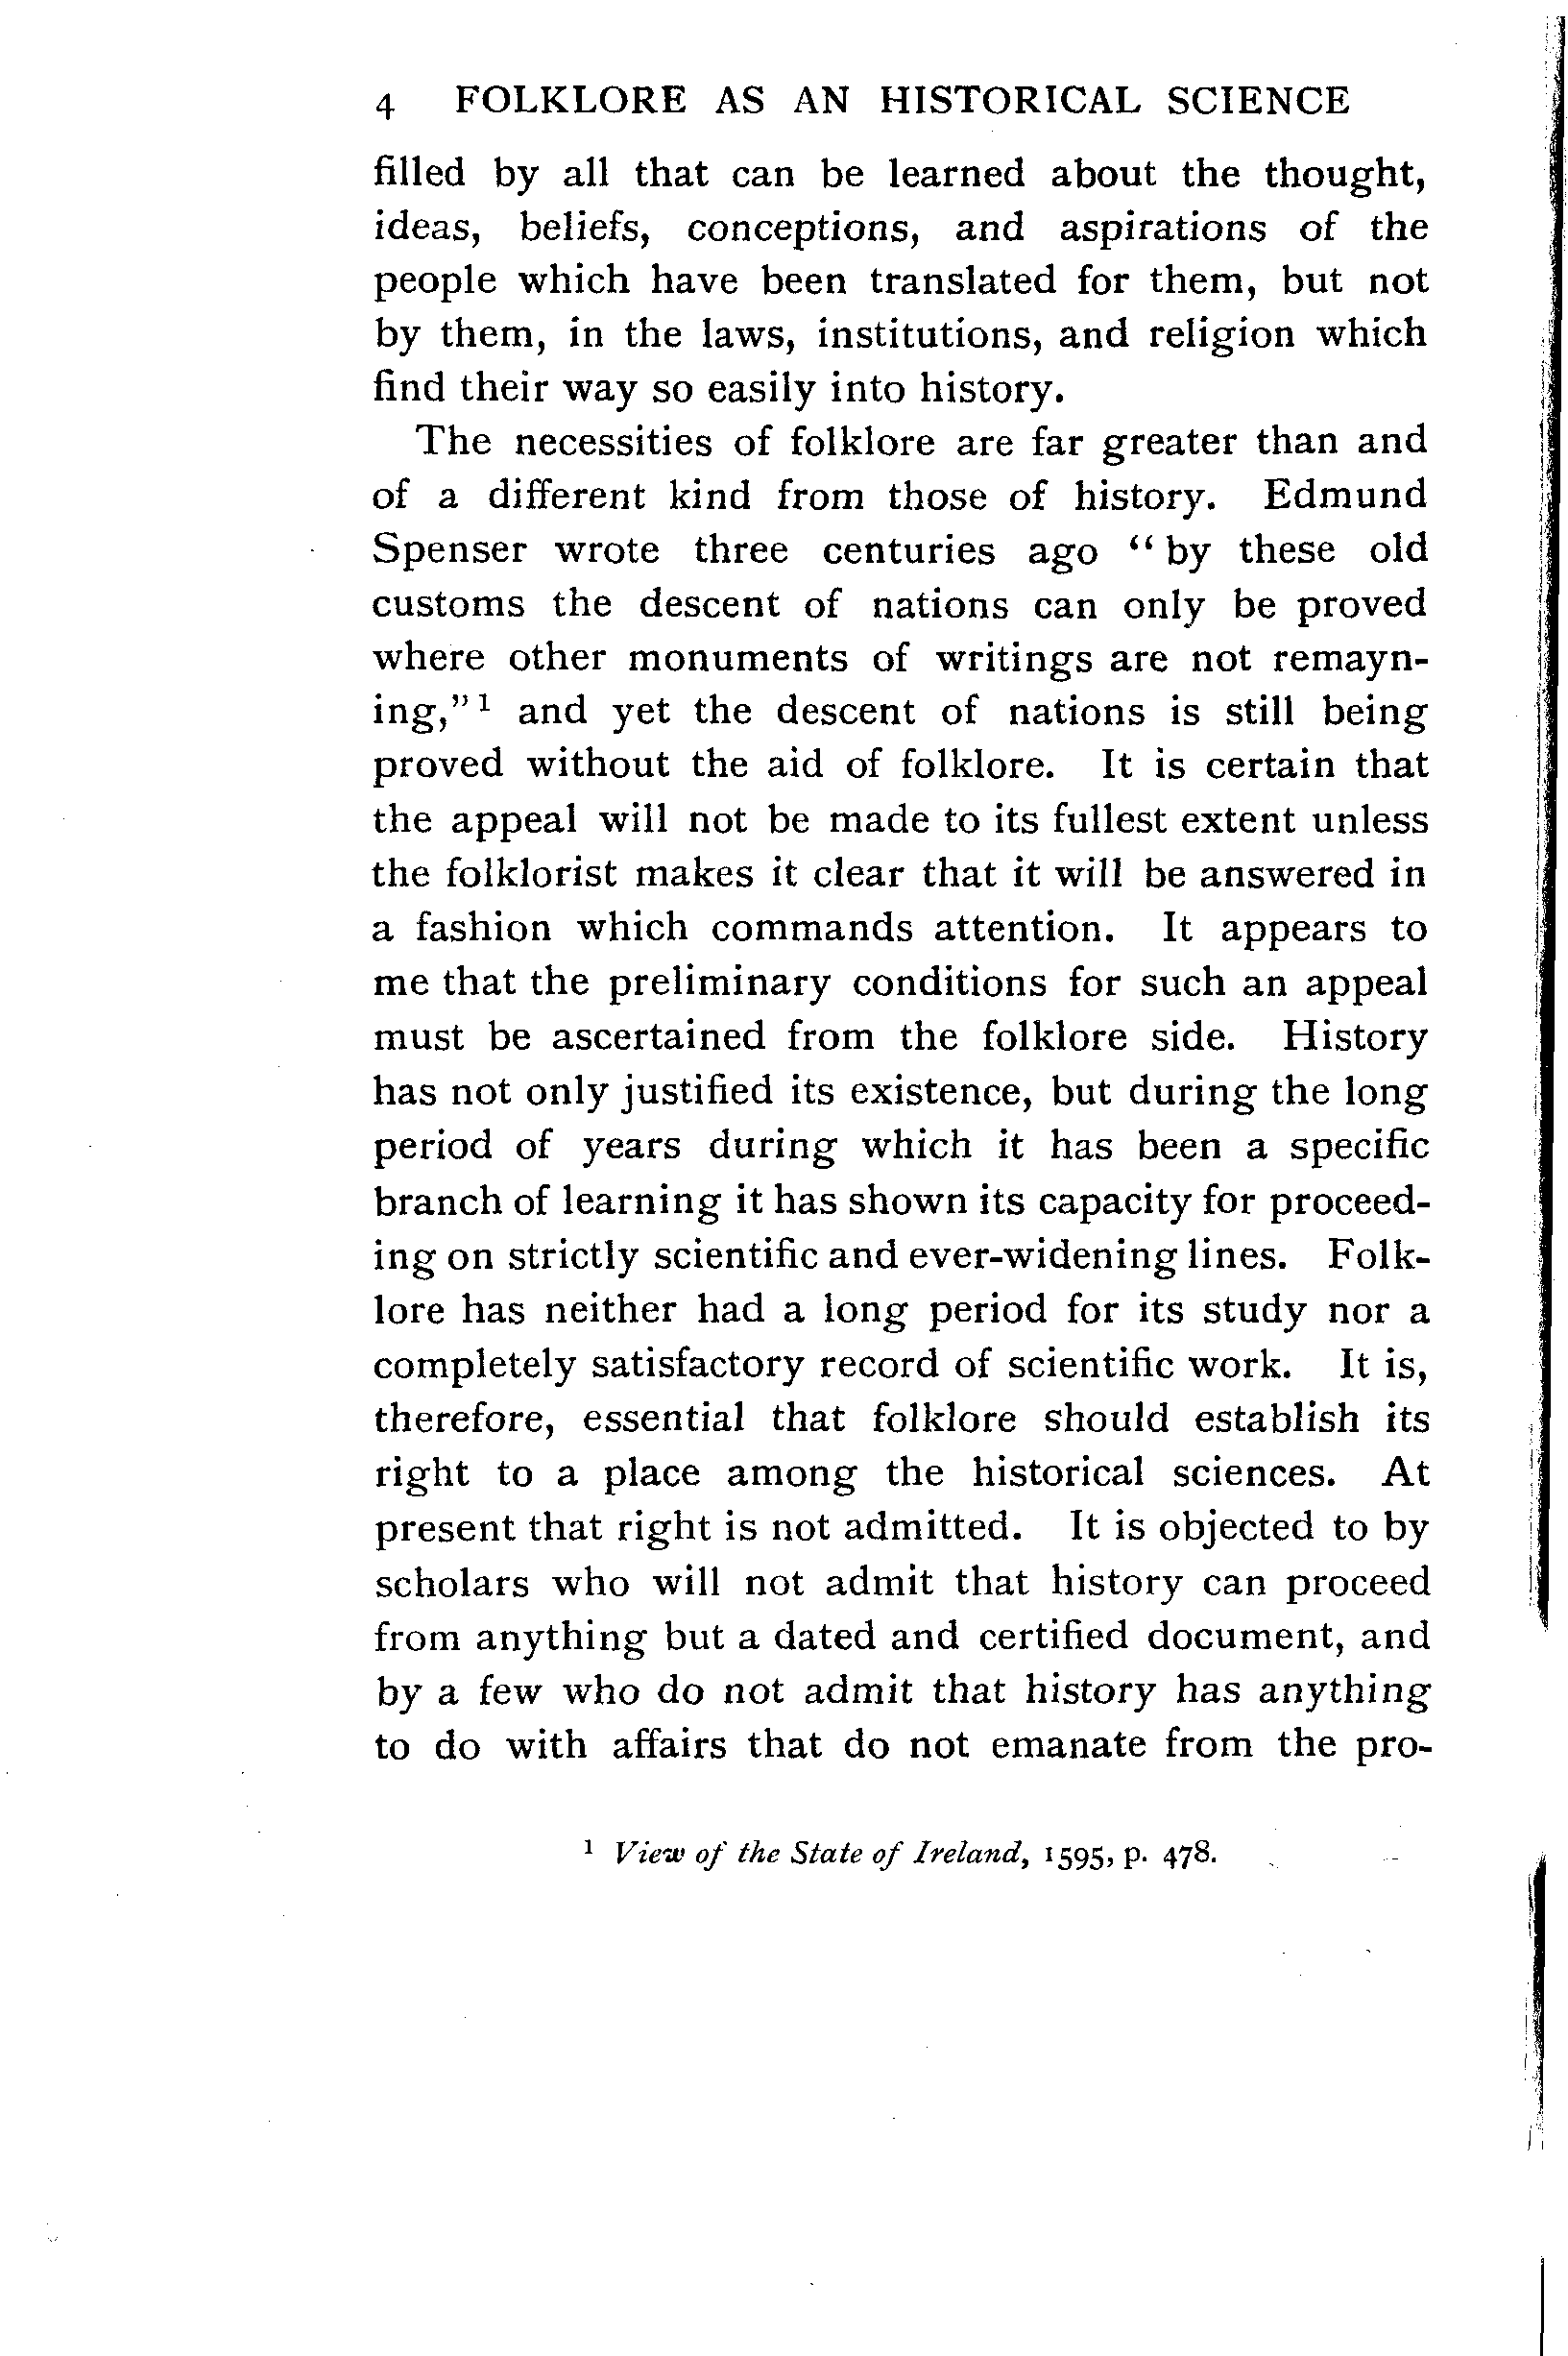 4 FOLKLORE AS AN HISTORICAL SCIENCE
filled by all that can be learned about the thought,
ideas, beliefs, conceptions, and aspirations of the
people which have been translated for them, but not
by them, in the laws, institutions, and religion which
find their way so easily into history.
The necessities of folklore are far greater than and
of a different kind from those of history. Edmund
Spenser wrote three centuries ago “by these old
customs the descent of nations can only be proved
where other monuments of writings are not remayn-
ing,”¹ and yet the descent of nations is still being
proved without the aid of folklore. It is certain that
the appeal will not be made to its fullest extent unless
the folklorist makes it clear that it will be answered in
a fashion which commands attention. It appears to
me that the preliminary conditions for such an appeal
must be ascertained from the folklore side. History
has not only justified its existence, but during the long
period of years during which it has been a specific
branch of learning it has shown its capacity for proceed-
ing on strictly scientific and ever-widening lines. Folk-
lore has neither had a long period for its study nor a
completely satisfactory record of scientific work. It is,
therefore, essential that folklore should establish its
right to a place among the historical sciences. At
present that right is not admitted. It is objected to by
scholars who will not admit that history can proceed
from anything but a dated and certified document, and
by a few who do not admit that history has anything
to do with affairs that do not emanate from the pro-
¹ View of the State of Ireland, 1595, p. 478.